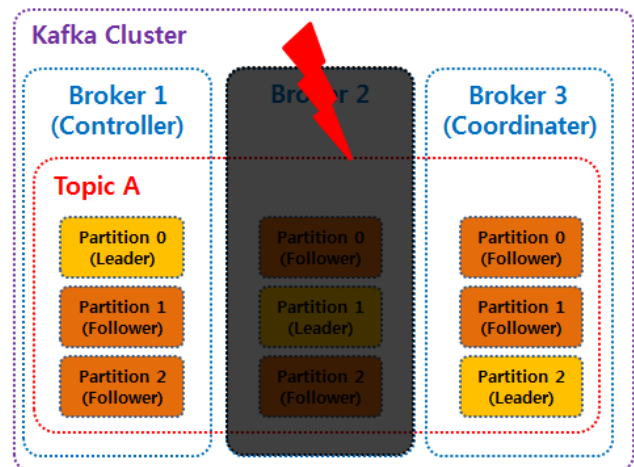 Kafka Cluster
Broker 1
(Controller)
Broker 2
Broker 3
(Coordinater)
Topic A
Partition 0
(Leader)
Partition 0
(Follower)
Partition 0
(Follower)
Partition 1
(Follower)
Partition 1
(Leader)
Partition 1
(Follower)
Partition 2
(Follower)
Partition 2
(Follower)
Partition 2
(Leader)